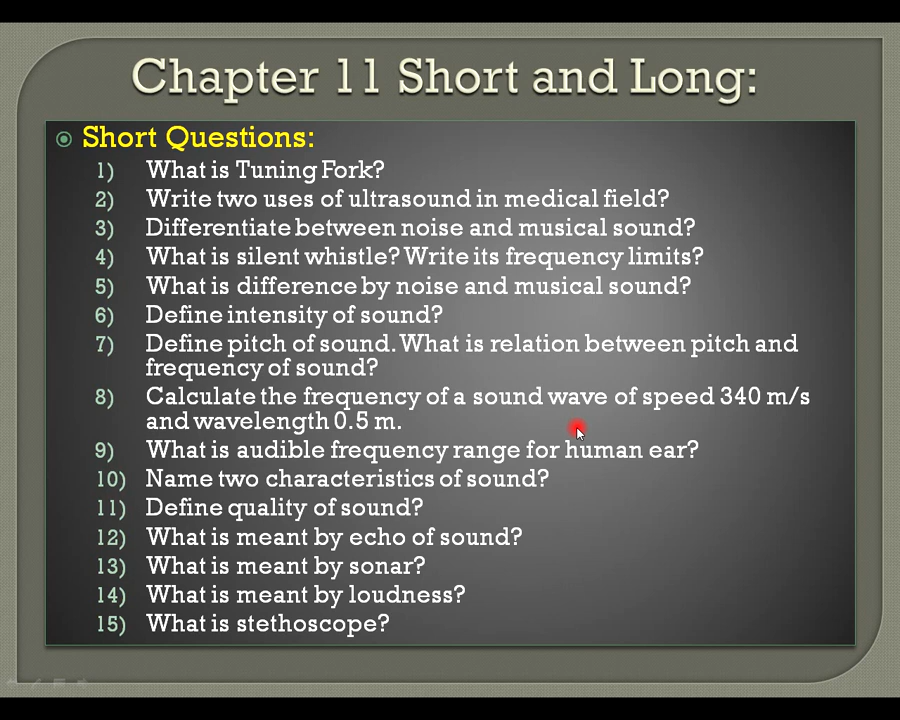 Chapter 11 Short and Long:
Short Questions:
1) What is Tuning Fork?
2) Write two uses of ultrasound in medical field?
3) Differentiate between noise and musical sound?
4) What is silent whistle? Write its frequency limits?
5) What is difference by noise and musical sound?
6) Define intensity of sound?
7) Define pitch of sound. What is relation between pitch and
frequency of sound?
8) Calculate the frequency of a sound wave of speed 340 m/s
and wavelength 0.5 m.
9) What is audible frequency range for human ear?
10) Name two characteristics of sound?
11) Define quality of sound?
12) What is meant by echo of sound?
13) What is meant by sonar?
14) What is meant by loudness?
15) What is stethoscope?